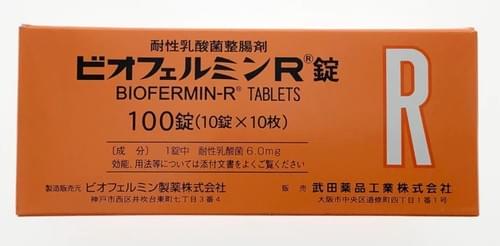 耐性乳酸菌整腸剤
ビオフェルミンR®錠
BIOFERMIN-R® TABLETS
100錠(10錠×10枚)
［成 分］ 1錠中 耐性乳酸菌6.0mg
効能、用法等については添付文書をよくご覧ください
製造販売元 ビオフェルミン製薬株式会社
神戸市西区井吹台東町七丁目3番4
販 売 武田薬品工業株式会社
大阪市中央区道修町四丁目1番1号
R